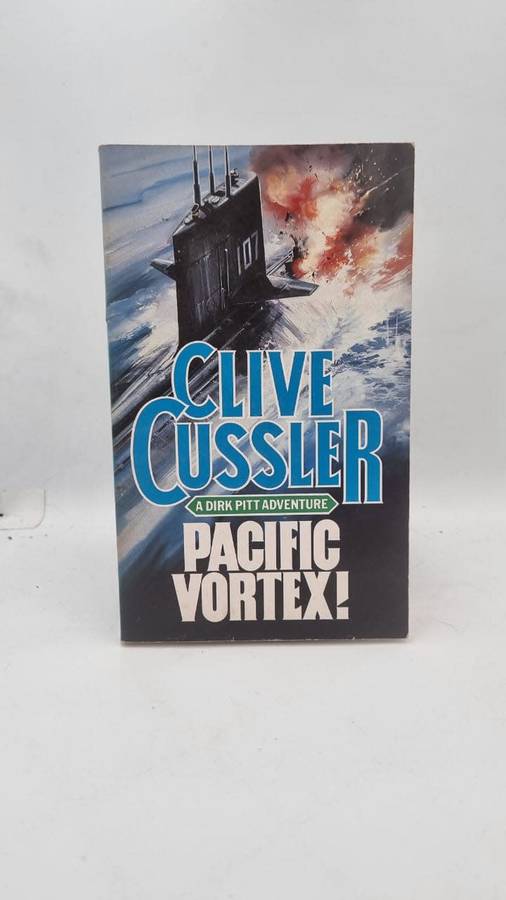 107
CLIVE
CUSSLER
A DIRK PITT ADVENTURE
PACIFIC
VORTEX!